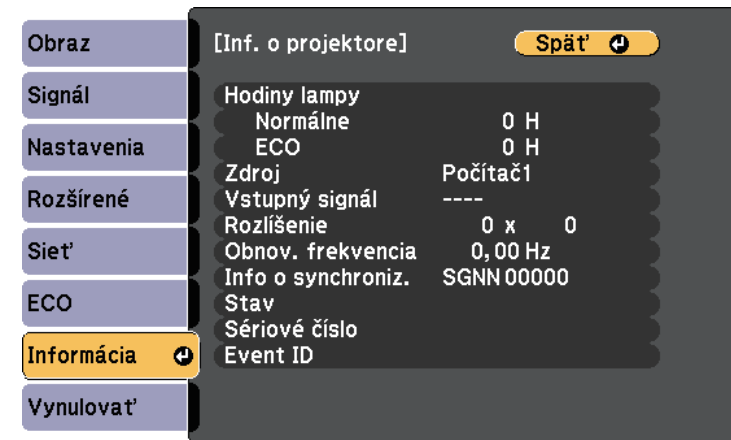 Obraz
Signál
Nastavenia
Rozšírené
Sieť
ECO
Informácia
Vynulovať
[Inf. o projektore] Späť
Hodiny lampy
Normálne 0 H
ECO 0 H
Zdroj Počítač1
Vstupný signál ----
Rozlíšenie 0 x 0
Obnov. frekvencia 0,00 Hz
Info o synchroniz. SGNN 00000
Stav
Sériové číslo
Event ID